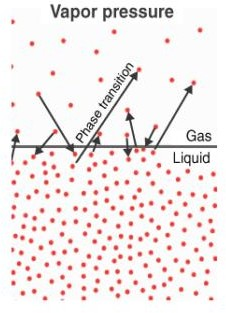 Vapor pressure
Phase transition
Gas
Liquid